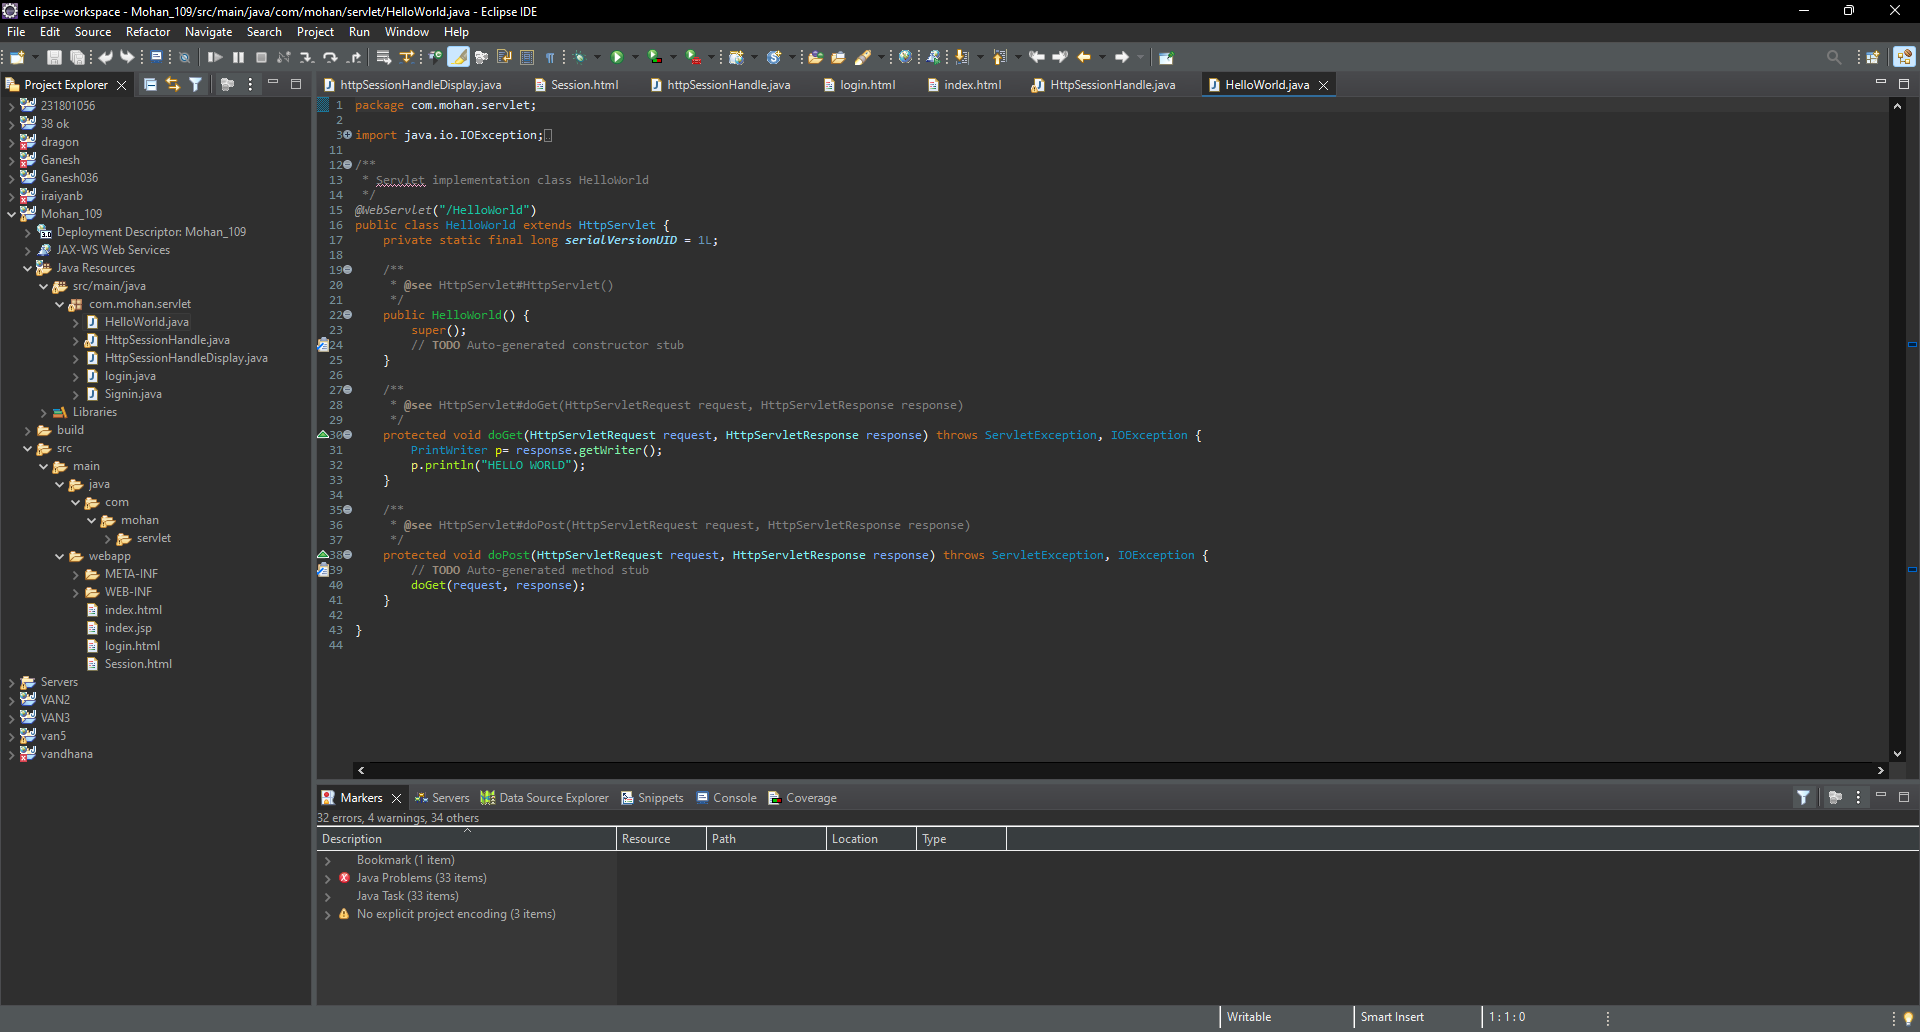 eclipse-workspace - Mohan_109/src/main/java/com/mohan/servlet/HelloWorld.java - Eclipse IDE
File Edit Source Refactor Navigate Search Project Run Window Help
Project Explorer
httpSessionHandleDisplay.java Session.html httpSessionHandle.java login.html index.html HttpSessionHandle.java HelloWorld.java
231801056
38 ok
dragon
Ganesh
Ganesh036
iraiyanb
Mohan_109
Deployment Descriptor: Mohan_109
JAX-WS Web Services
Java Resources
src/main/java
com.mohan.servlet
HelloWorld.java
HttpSessionHandle.java
HttpSessionHandleDisplay.java
login.java
Signin.java
Libraries
build
src
main
java
com
mohan
servlet
webapp
META-INF
WEB-INF
index.html
index.jsp
login.html
Session.html
Servers
VAN2
VAN3
van5
vandhana
1 package com.mohan.servlet;
2
3 import java.io.IOException;
11
12 /**
13 * Servlet implementation class HelloWorld
14 */
15 @WebServlet("/HelloWorld")
16 public class HelloWorld extends HttpServlet {
17 private static final long serialVersionUID = 1L;
18
19 /**
20 * @see HttpServlet#HttpServlet()
21 */
22 public HelloWorld() {
23 super();
24 // TODO Auto-generated constructor stub
25 }
26
27 /**
28 * @see HttpServlet#doGet(HttpServletRequest request, HttpServletResponse response)
29 */
30 protected void doGet(HttpServletRequest request, HttpServletResponse response) throws ServletException, IOException {
31 PrintWriter p= response.getWriter();
32 p.println("HELLO WORLD");
33 }
34
35 /**
36 * @see HttpServlet#doPost(HttpServletRequest request, HttpServletResponse response)
37 */
38 protected void doPost(HttpServletRequest request, HttpServletResponse response) throws ServletException, IOException {
39 // TODO Auto-generated method stub
40 doGet(request, response);
41 }
42
43 }
44
Markers Servers Data Source Explorer Snippets Console Coverage
32 errors, 4 warnings, 34 others
Description Resource Path Location Type
Bookmark (1 item)
Java Problems (33 items)
Java Task (33 items)
No explicit project encoding (3 items)
Writable Smart Insert 1 : 1 : 0